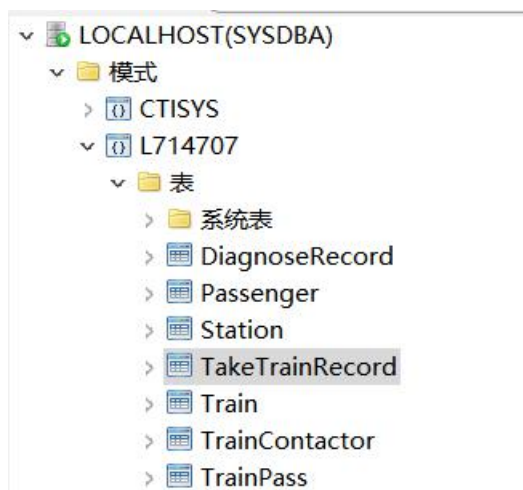 LOCALHOST(SYSDBA)
模式
CTISYS
L714707
表
系统表
DiagnoseRecord
Passenger
Station
TakeTrainRecord
Train
TrainContactor
TrainPass